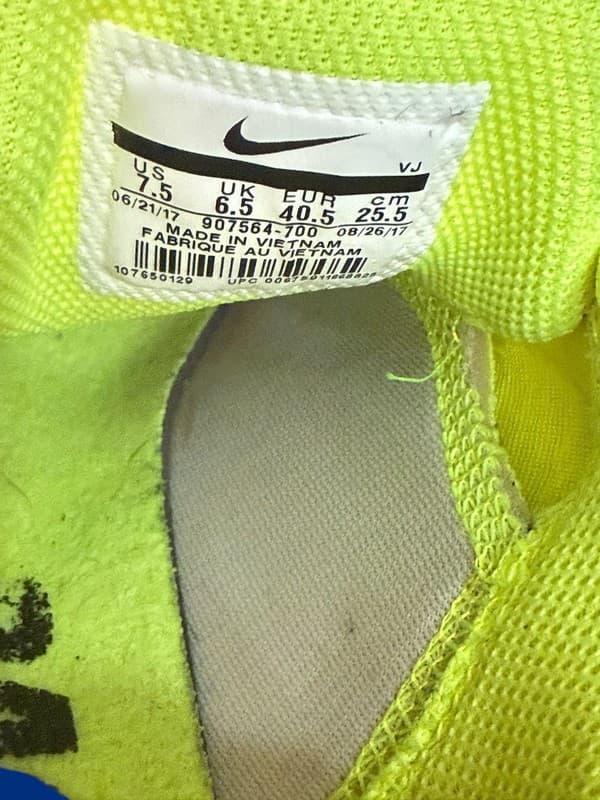 VJ
US UK EUR cm
7.5 6.5 40.5 25.5
06/21/17 907564-700 08/26/17
MADE IN VIETNAM
FABRIQUE AU VIETNAM
107650129 UPC